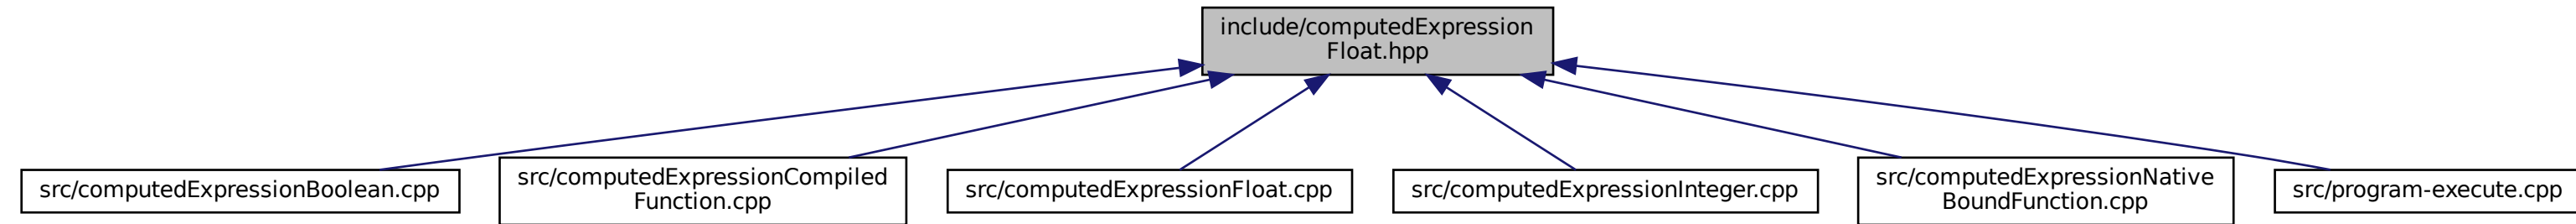 include/computedExpression
Float.hpp
src/computedExpressionBoolean.cpp
src/computedExpressionCompiled
Function.cpp
src/computedExpressionFloat.cpp
src/computedExpressionInteger.cpp
src/computedExpressionNative
BoundFunction.cpp
src/program-execute.cpp